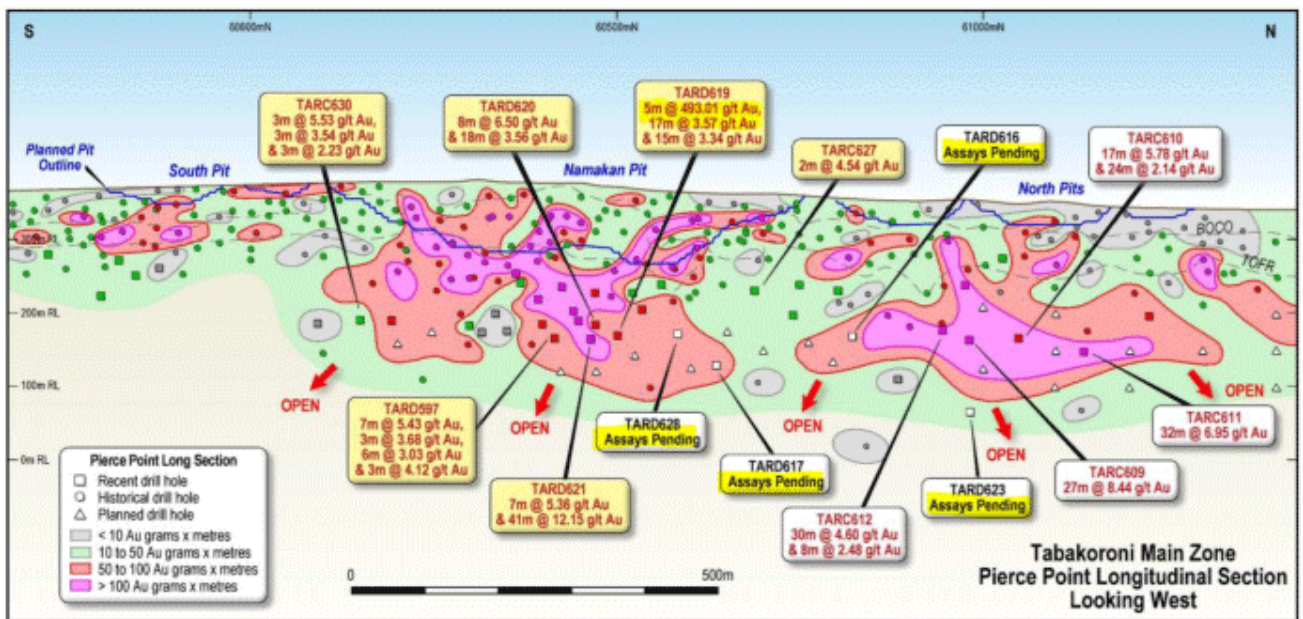 60000mN
60500mN
61000mN
S
N
TARC630
3m @ 5.53 g/t Au,
3m @ 3.54 g/t Au
& 3m @ 2.23 g/t Au
TARD620
8m @ 6.50 g/t Au
& 18m @ 3.56 g/t Au
TARD619
5m @ 493.01 g/t Au,
17m @ 3.57 g/t Au
& 15m @ 3.34 g/t Au
TARC627
2m @ 4.54 g/t Au
TARD616
Assays Pending
TARC610
17m @ 5.78 g/t Au
& 24m @ 2.14 g/t Au
Planned Pit
Outline
South Pit
Namakan Pit
North Pits
BOCO
TOFR
300m RL
200m RL
100m RL
0m RL
OPEN
OPEN
OPEN
OPEN
OPEN
TARD597
7m @ 5.43 g/t Au,
3m @ 3.68 g/t Au,
6m @ 3.03 g/t Au
& 3m @ 4.12 g/t Au
TARD628
Assays Pending
TARD617
Assays Pending
TARD621
7m @ 5.36 g/t Au
& 41m @ 12.15 g/t Au
TARC612
30m @ 4.60 g/t Au
& 8m @ 2.48 g/t Au
TARD623
Assays Pending
TARC609
27m @ 8.44 g/t Au
TARC611
32m @ 6.95 g/t Au
Pierce Point Long Section
Recent drill hole
Historical drill hole
Planned drill hole
< 10 Au grams x metres
10 to 50 Au grams x metres
50 to 100 Au grams x metres
> 100 Au grams x metres
0
500m
Tabakoroni Main Zone
Pierce Point Longitudinal Section
Looking West